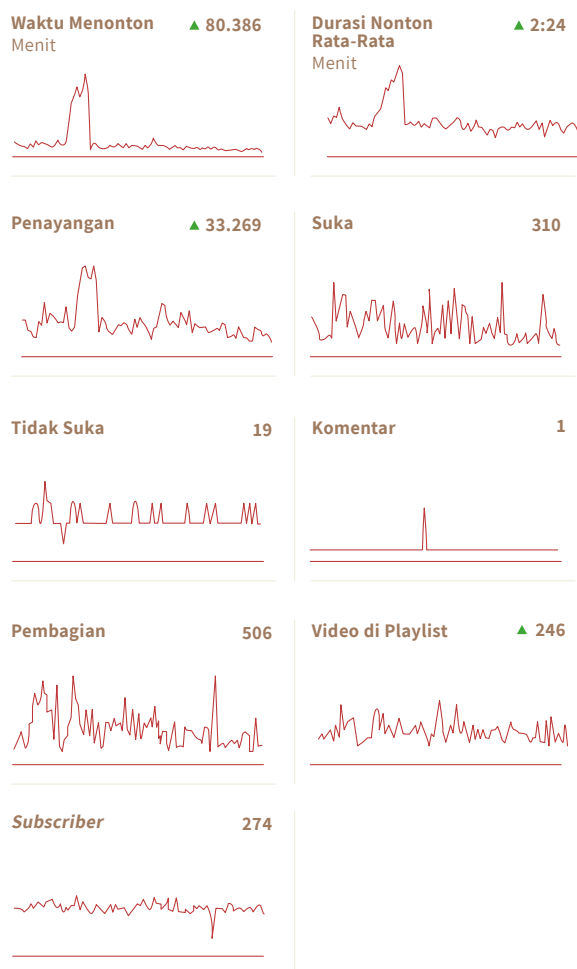 Waktu Menonton ▲ 80.386
Menit
Durasi Nonton ▲ 2:24
Rata-Rata
Menit
Penayangan ▲ 33.269
Suka 310
Tidak Suka 19
Komentar 1
Pembagian 506
Video di Playlist ▲ 246
Subscriber 274